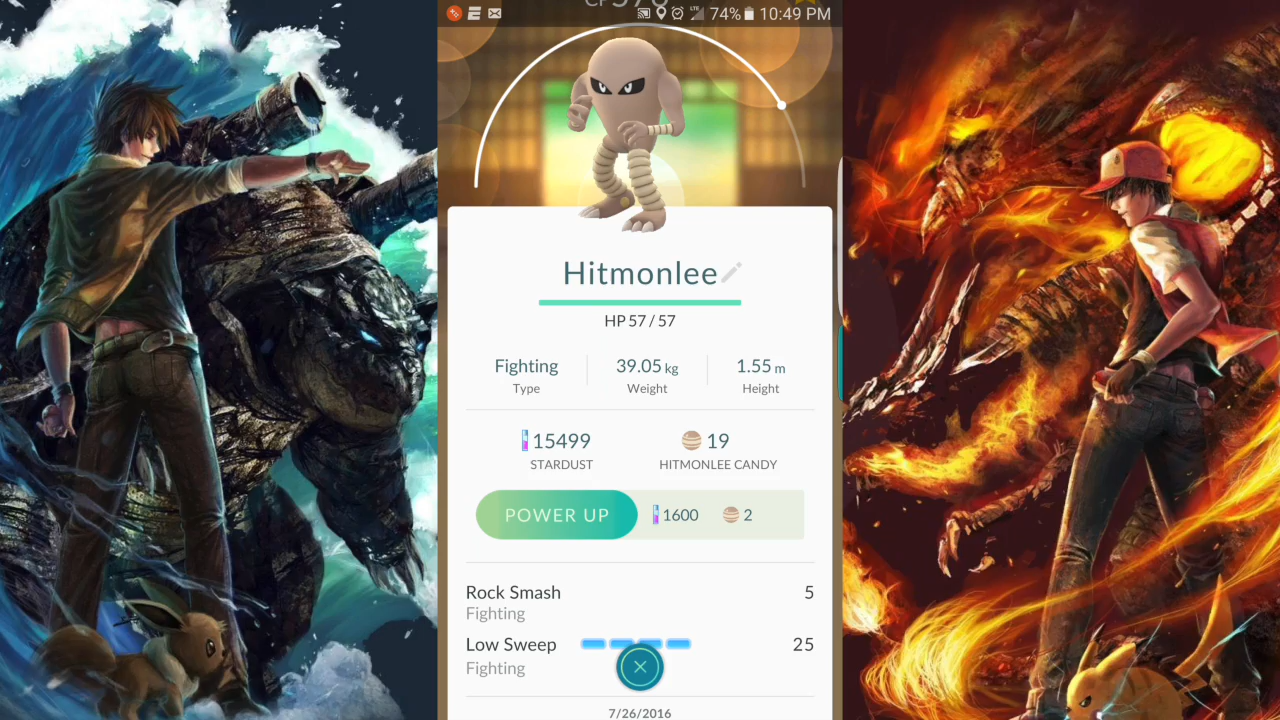 74% 10:49 PM
Hitmonlee
HP 57 / 57
Fighting 39.05 kg 1.55 m
Type Weight Height
15499 19
STARDUST HITMONLEE CANDY
POWER UP 1600 2
Rock Smash 5
Fighting
Low Sweep 25
Fighting
7/26/2016